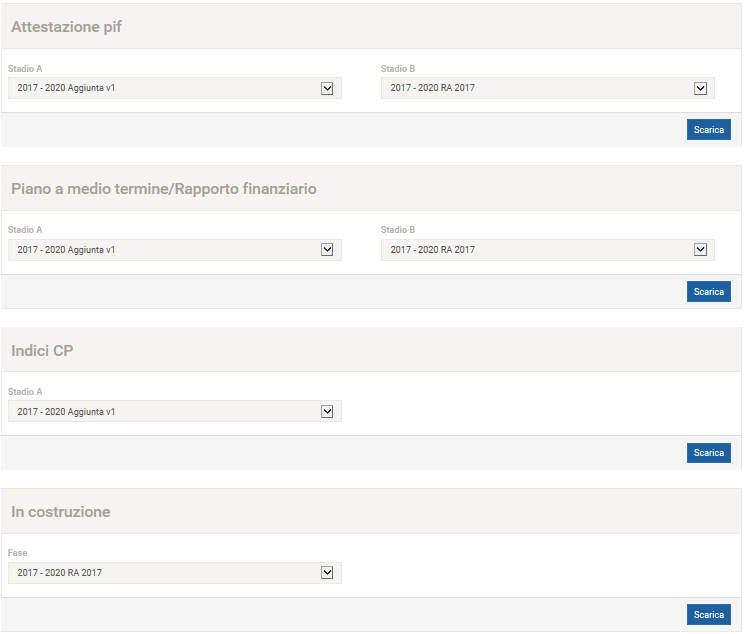 Attestazione pif
Stadio A
Stadio B
2017 - 2020 Aggiunta v1
2017 - 2020 RA 2017
Scarica
Piano a medio termine/Rapporto finanziario
Stadio A
Stadio B
2017 - 2020 Aggiunta v1
2017 - 2020 RA 2017
Scarica
Indici CP
Stadio A
2017 - 2020 Aggiunta v1
Scarica
In costruzione
Fase
2017 - 2020 RA 2017
Scarica